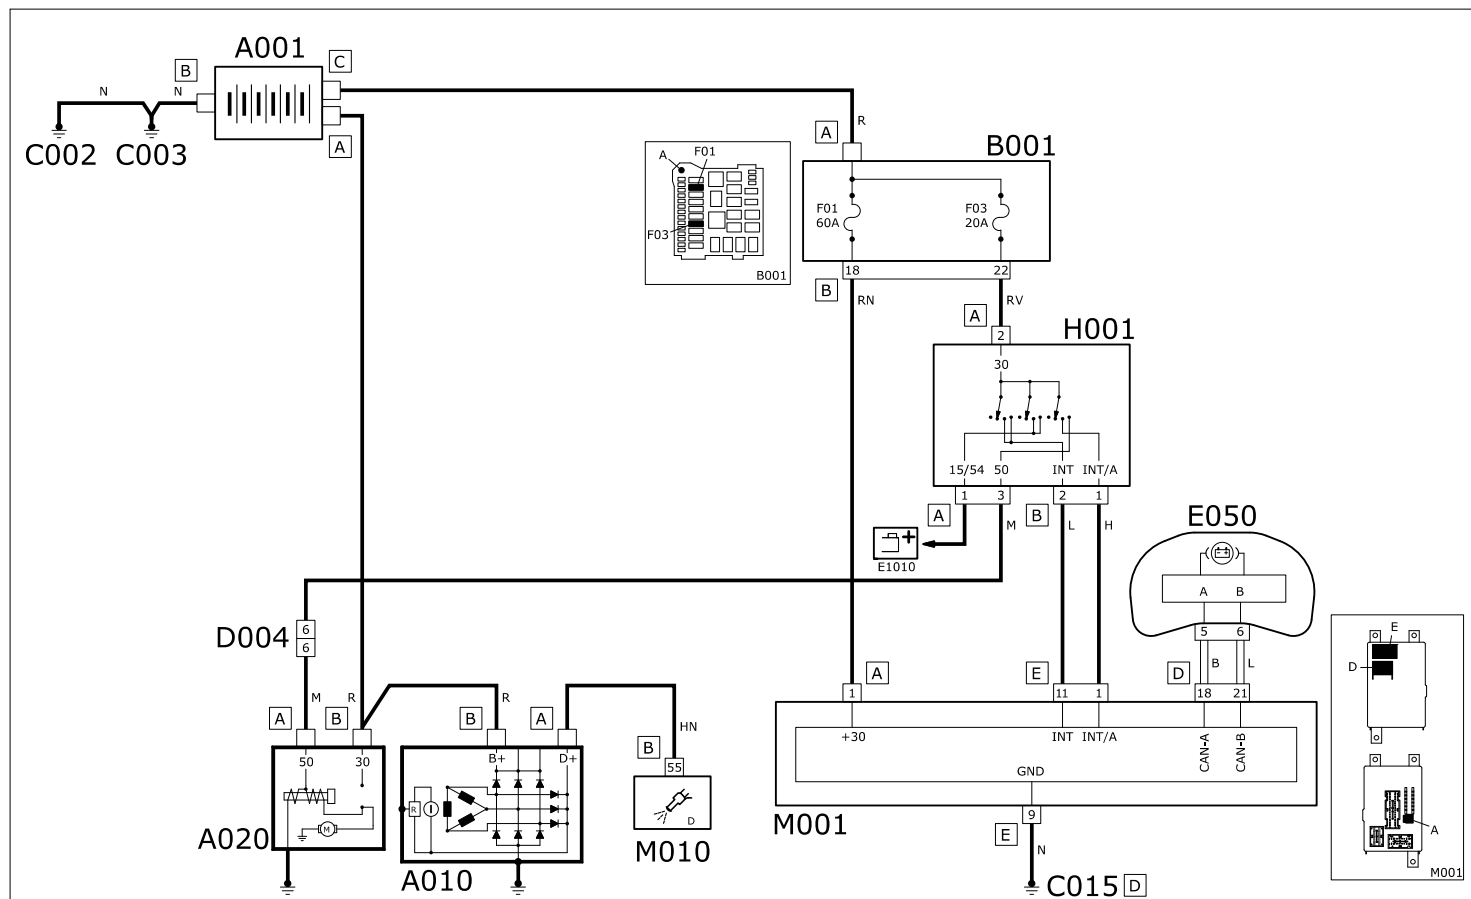 A001
B
C
N
N
A
C002
C003
A
R
B001
A
F01
F03
B001
F01
60A
F03
20A
18
22
B
RN
RV
A
2
H001
30
15/54
50
INT
INT/A
1
3
2
1
A
M
B
L
H
E1010
E050
A
B
5
6
B
L
D004
6
6
M
R
R
A
B
B
A
HN
B
55
D
M010
50
30
M
A020
B+
D+
R
A010
1
A
E
11
1
D
18
21
+30
INT
INT/A
CAN-A
CAN-B
GND
M001
9
E
N
C015
D
E
D
A
M001